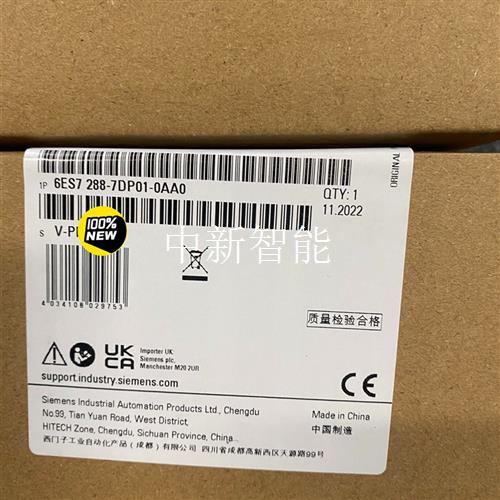 1P 6ES7 288-7DP01-0AA0
QTY: 1
11.2022
ORIGINAL
S V-P
100%
NEW
中新智能
4 034108 029753
质量检验合格
UK
CA
Importer UK:
Siemens plc,
Manchester M20 2UR
support.industry.siemens.com
CE
Siemens Industrial Automation Products Ltd., Chengdu
No.99, Tian Yuan Road, West District,
HITECH Zone, Chengdu, Sichuan Province, China
西门子工业自动化产品（成都）有限公司 四川省成都高新西区天源路99号
Made in China
中国制造